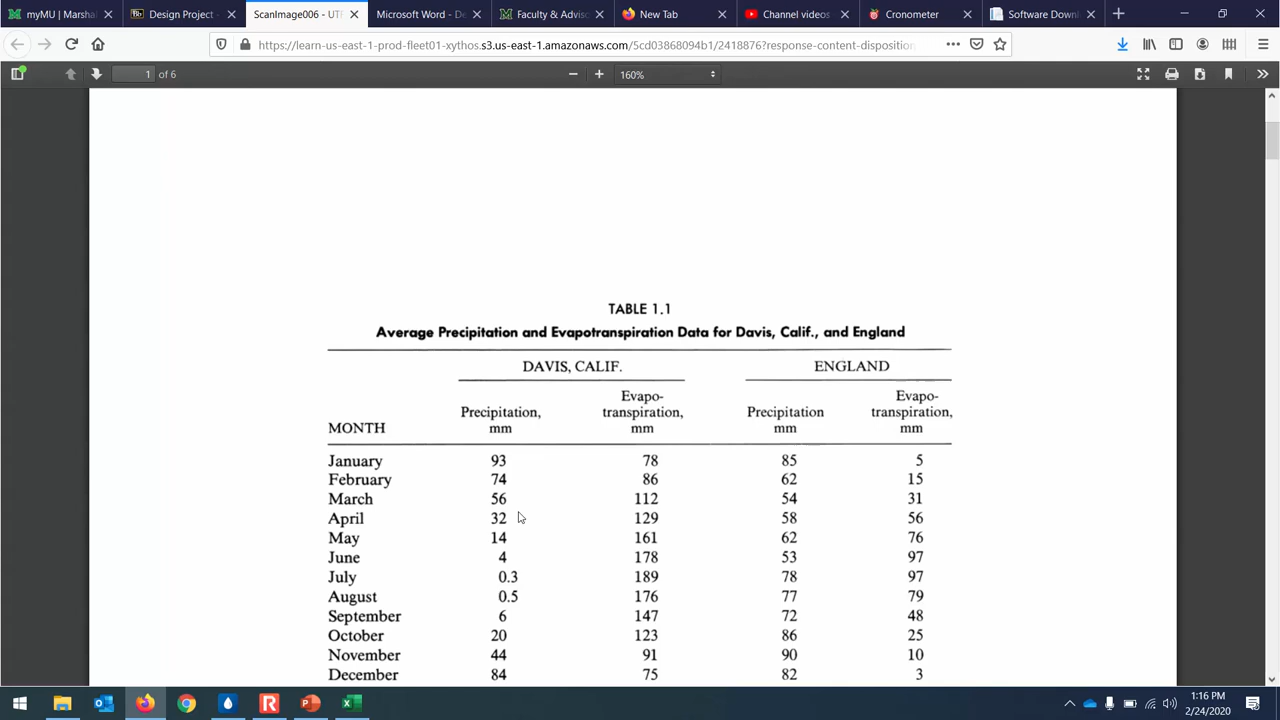 myMU | Marshal
Design Project -
ScanImage006 - UTF
Microsoft Word - De
Faculty & Adviso
New Tab
Channel videos
Cronometer
Software Downl
https://learn-us-east-1-prod-fleet01-xythos.s3.us-east-1.amazonaws.com/5cd03868094b1/2418876?response-content-disposition
1 of 6
160%
TABLE 1.1
Average Precipitation and Evapotranspiration Data for Davis, Calif., and England
DAVIS, CALIF. ENGLAND
Evapo- Evapo-
Precipitation, transpiration, Precipitation transpiration,
MONTH mm mm mm mm
January 93 78 85 5
February 74 86 62 15
March 56 112 54 31
April 32 129 58 56
May 14 161 62 76
June 4 178 53 97
July 0.3 189 78 97
August 0.5 176 77 79
September 6 147 72 48
October 20 123 86 25
November 44 91 90 10
December 84 75 82 3
1:16 PM
2/24/2020